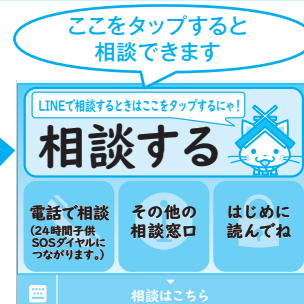 ここをタップすると
相談できます
LINEで相談するときはここをタップするにゃ！
相談する
電話で相談
（24時間子供
SOSダイヤルに
つながります。）
その他の
相談窓口
はじめに
読んでね
相談はこちら